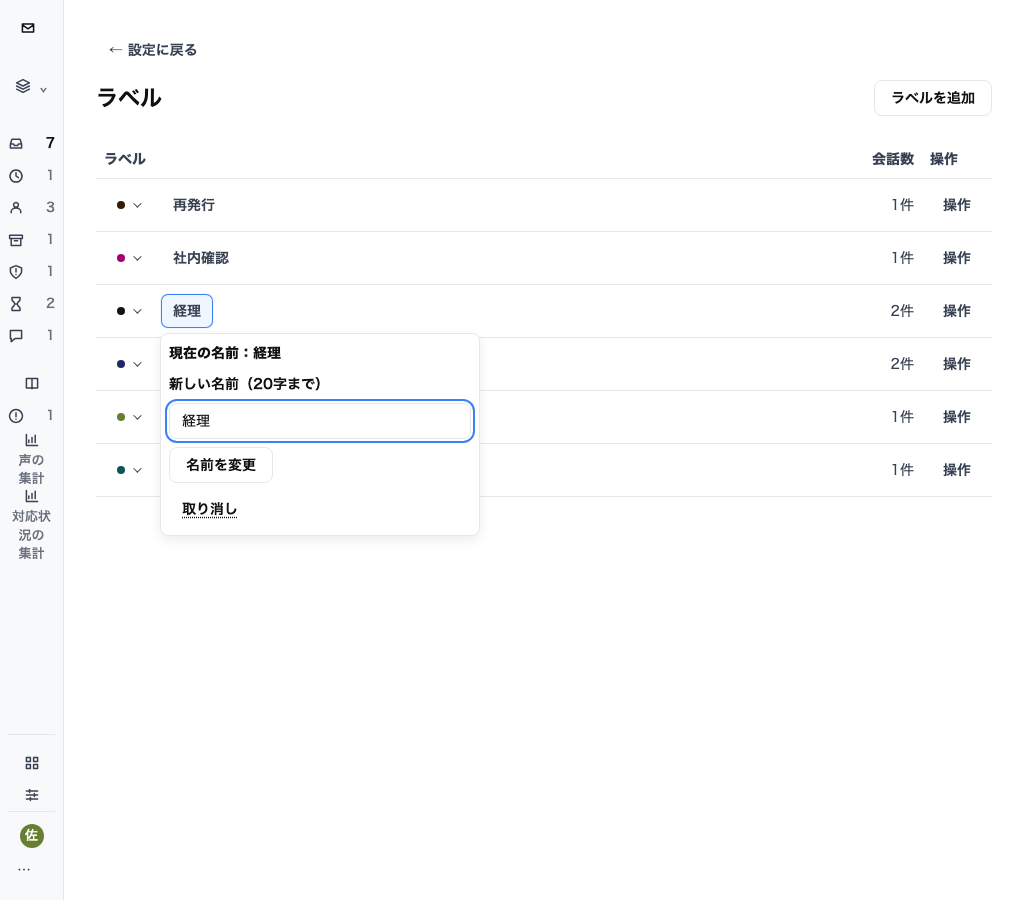 ← 設定に戻る
ラベル
ラベルを追加
ラベル 会話数 操作
再発行 1件 操作
社内確認 1件 操作
経理 2件 操作
2件 操作
1件 操作
1件 操作
現在の名前：経理
新しい名前（20字まで）
経理
名前を変更
取り消し
7
1
3
1
1
2
1
1
声の
集計
対応状
況の
集計
佐
…